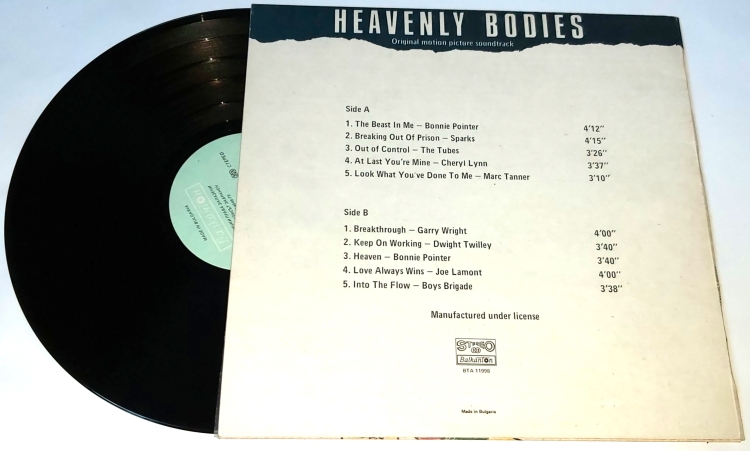 HEAVENLY BODIES
Original motion picture soundtrack
Side A
1. The Beast In Me – Bonnie Pointer 4'12"
2. Breaking Out Of Prison – Sparks 4'15"
3. Out of Control – The Tubes 3'26"
4. At Last You're Mine – Cheryl Lynn 3'37"
5. Look What You've Done To Me – Marc Tanner 3'10"
Side B
1. Breakthrough – Garry Wright 4'00"
2. Keep On Working – Dwight Twilley 3'40"
3. Heaven – Bonnie Pointer 3'40"
4. Love Always Wins – Joe Lamont 4'00"
5. Into The Flow – Boys Brigade 3'38"
Manufactured under license
STEREO
Balkanton
BTA 11996
Made in Bulgaria
MADE IN BULGARIA